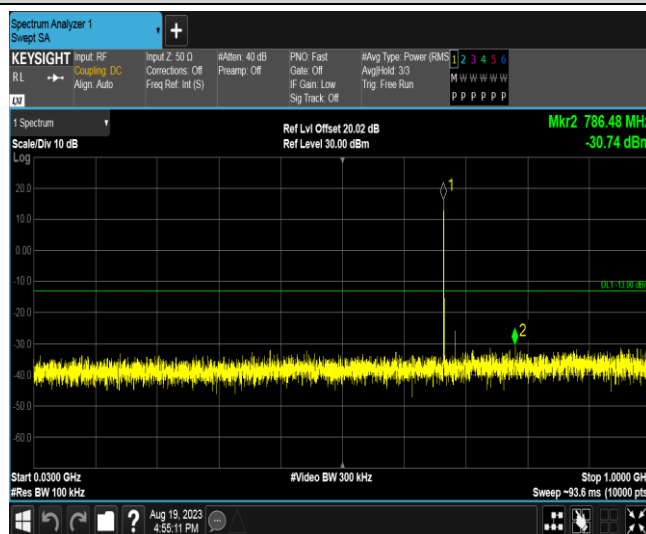 Spectrum Analyzer 1
Swept SA
+
KEYSIGHT
RL
LXI
Input: RF
Coupling: DC
Align: Auto
Input Z: 50 Ω
Corrections: Off
Freq Ref: Int (S)
#Atten: 40 dB
Preamp: Off
PNO: Fast
Gate: Off
IF Gain: Low
Sig Track: Off
#Avg Type: Power (RMS
Avg|Hold: 3/3
Trig: Free Run
1 2 3 4 5 6
M W W W W W
P P P P P P
1 Spectrum
Scale/Div 10 dB
Log
Ref Lvl Offset 20.02 dB
Ref Level 30.00 dBm
Mkr2 786.48 MHz
-30.74 dBm
20.0
10.0
0.00
-10.0
-20.0
-30.0
-40.0
-50.0
-60.0
1
DL1 -13.00 dBm
2
Start 0.0300 GHz
#Res BW 100 kHz
#Video BW 300 kHz
Stop 1.0000 GHz
Sweep ~93.6 ms (10000 pts
?
Aug 19, 2023
4:55:11 PM